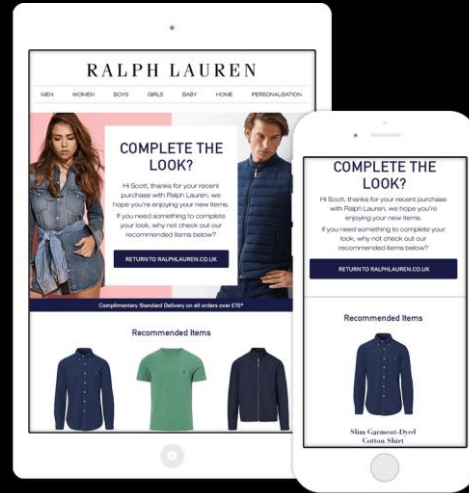 RALPH LAUREN
MEN WOMEN BOYS GIRLS BABY HOME PERSONALISATION
COMPLETE THE
LOOK?
Hi Scott, thanks for your recent
purchase with Ralph Lauren, we
hope you're enjoying your new items.
If you need something to complete
your look, why not check out our
recommended items below?
RETURN TO RALPHLAUREN.CO.UK
Complimentary Standard Delivery on all orders over £70*
Recommended Items
COMPLETE THE
LOOK?
Hi Scott, thanks for your recent purchase
with Ralph Lauren, we hope you're
enjoying your new items.
If you need something to complete your
look, why not check out our
recommended items below?
RETURN TO RALPHLAUREN.CO.UK
Recommended Items
Slim Garment-Dyed
Cotton Shirt